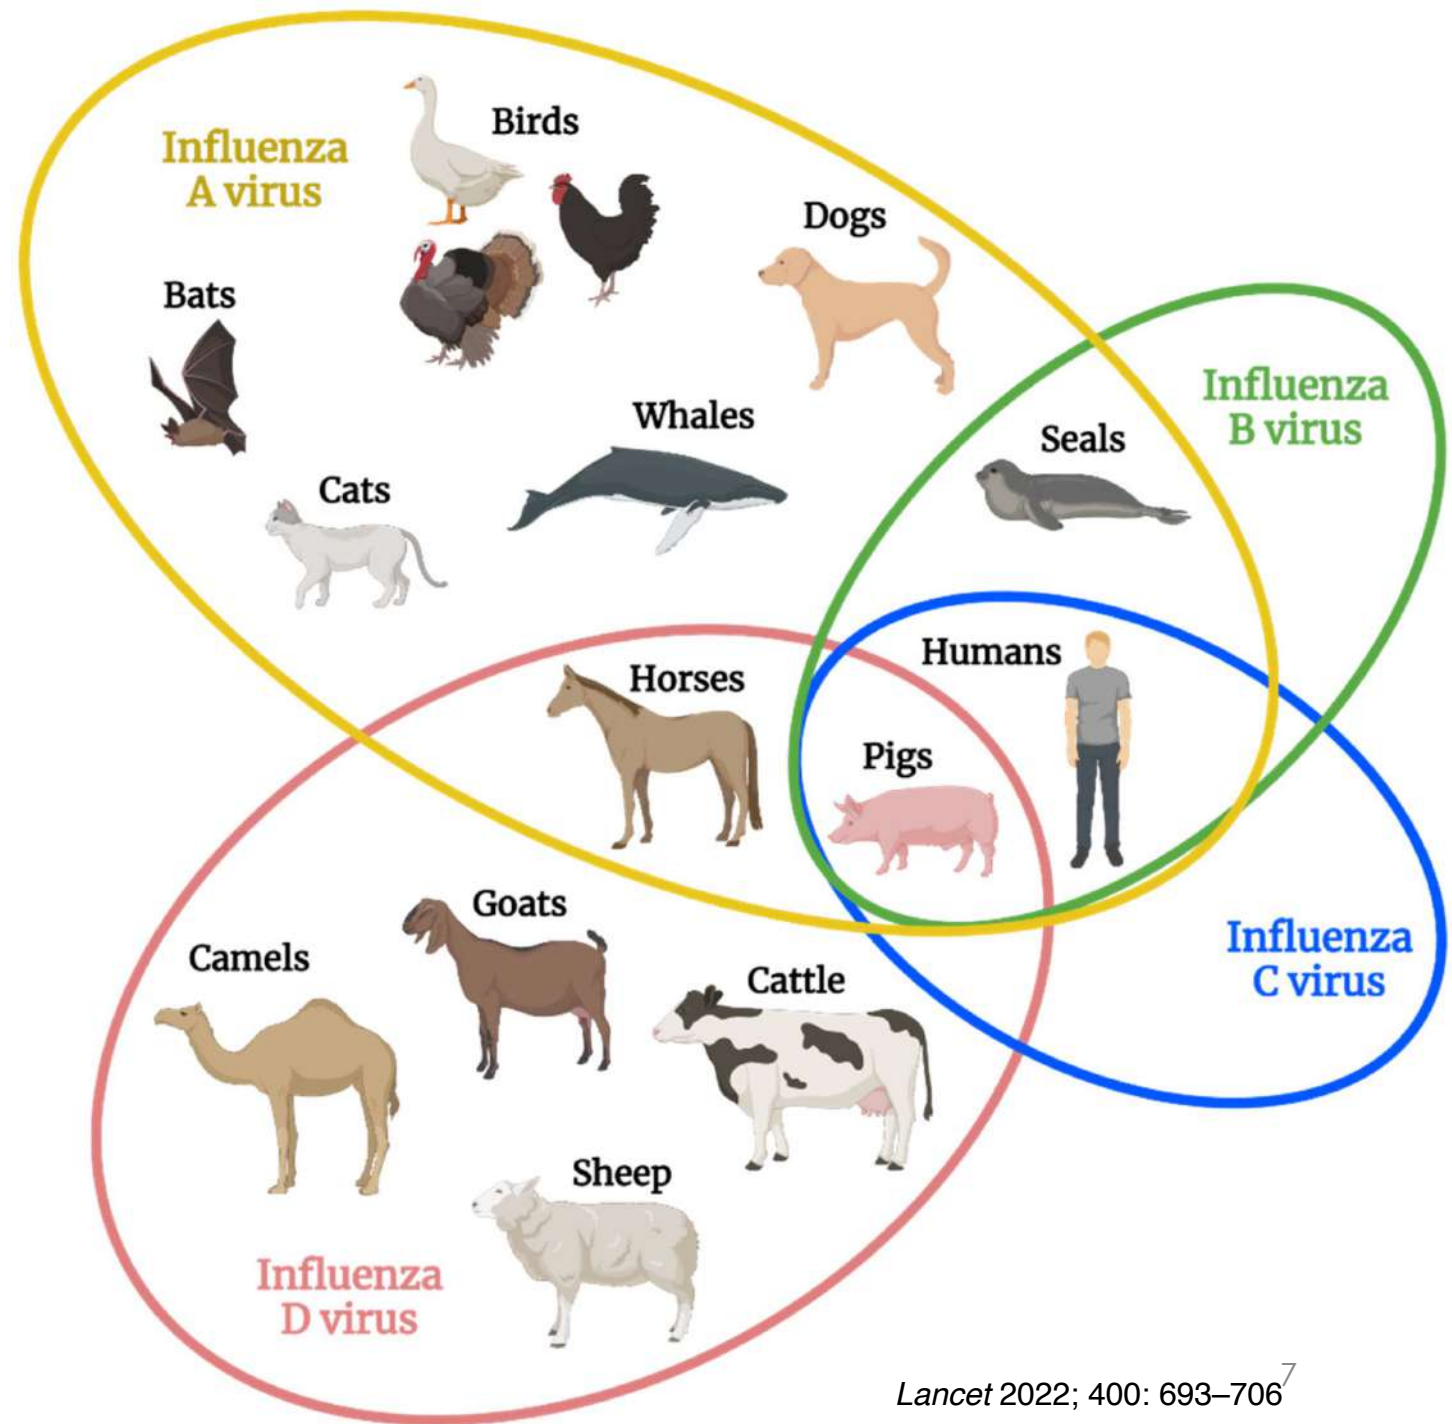 Birds
Influenza
A virus
Dogs
Bats
Influenza
B virus
Whales
Seals
Cats
Humans
Horses
Pigs
Goats
Influenza
C virus
Camels
Cattle
Sheep
Influenza
D virus
7
Lancet 2022; 400: 693–706